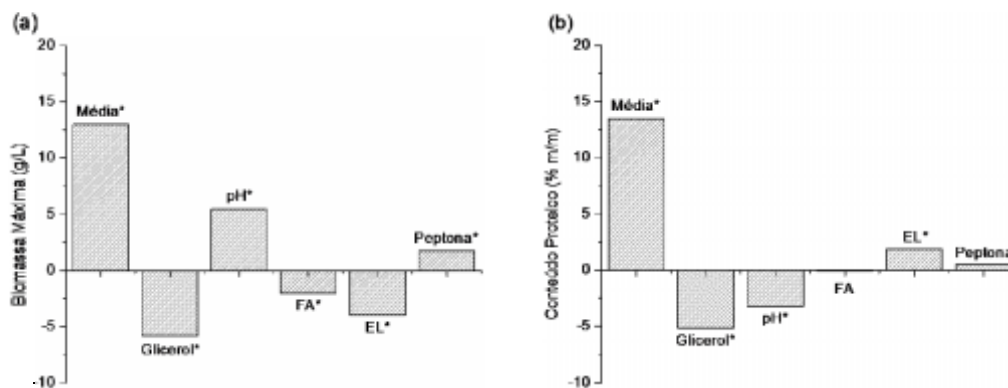 (a)
20
15
10
5
0
-5
-10
Biomassa Máxima (g/L)
Média*
Glicerol*
pH*
FA*
EL*
Peptona*
(b)
20
15
10
5
0
-5
-10
Conteúdo Proteico (% m/m)
Média*
Glicerol*
pH*
FA
EL*
Peptona